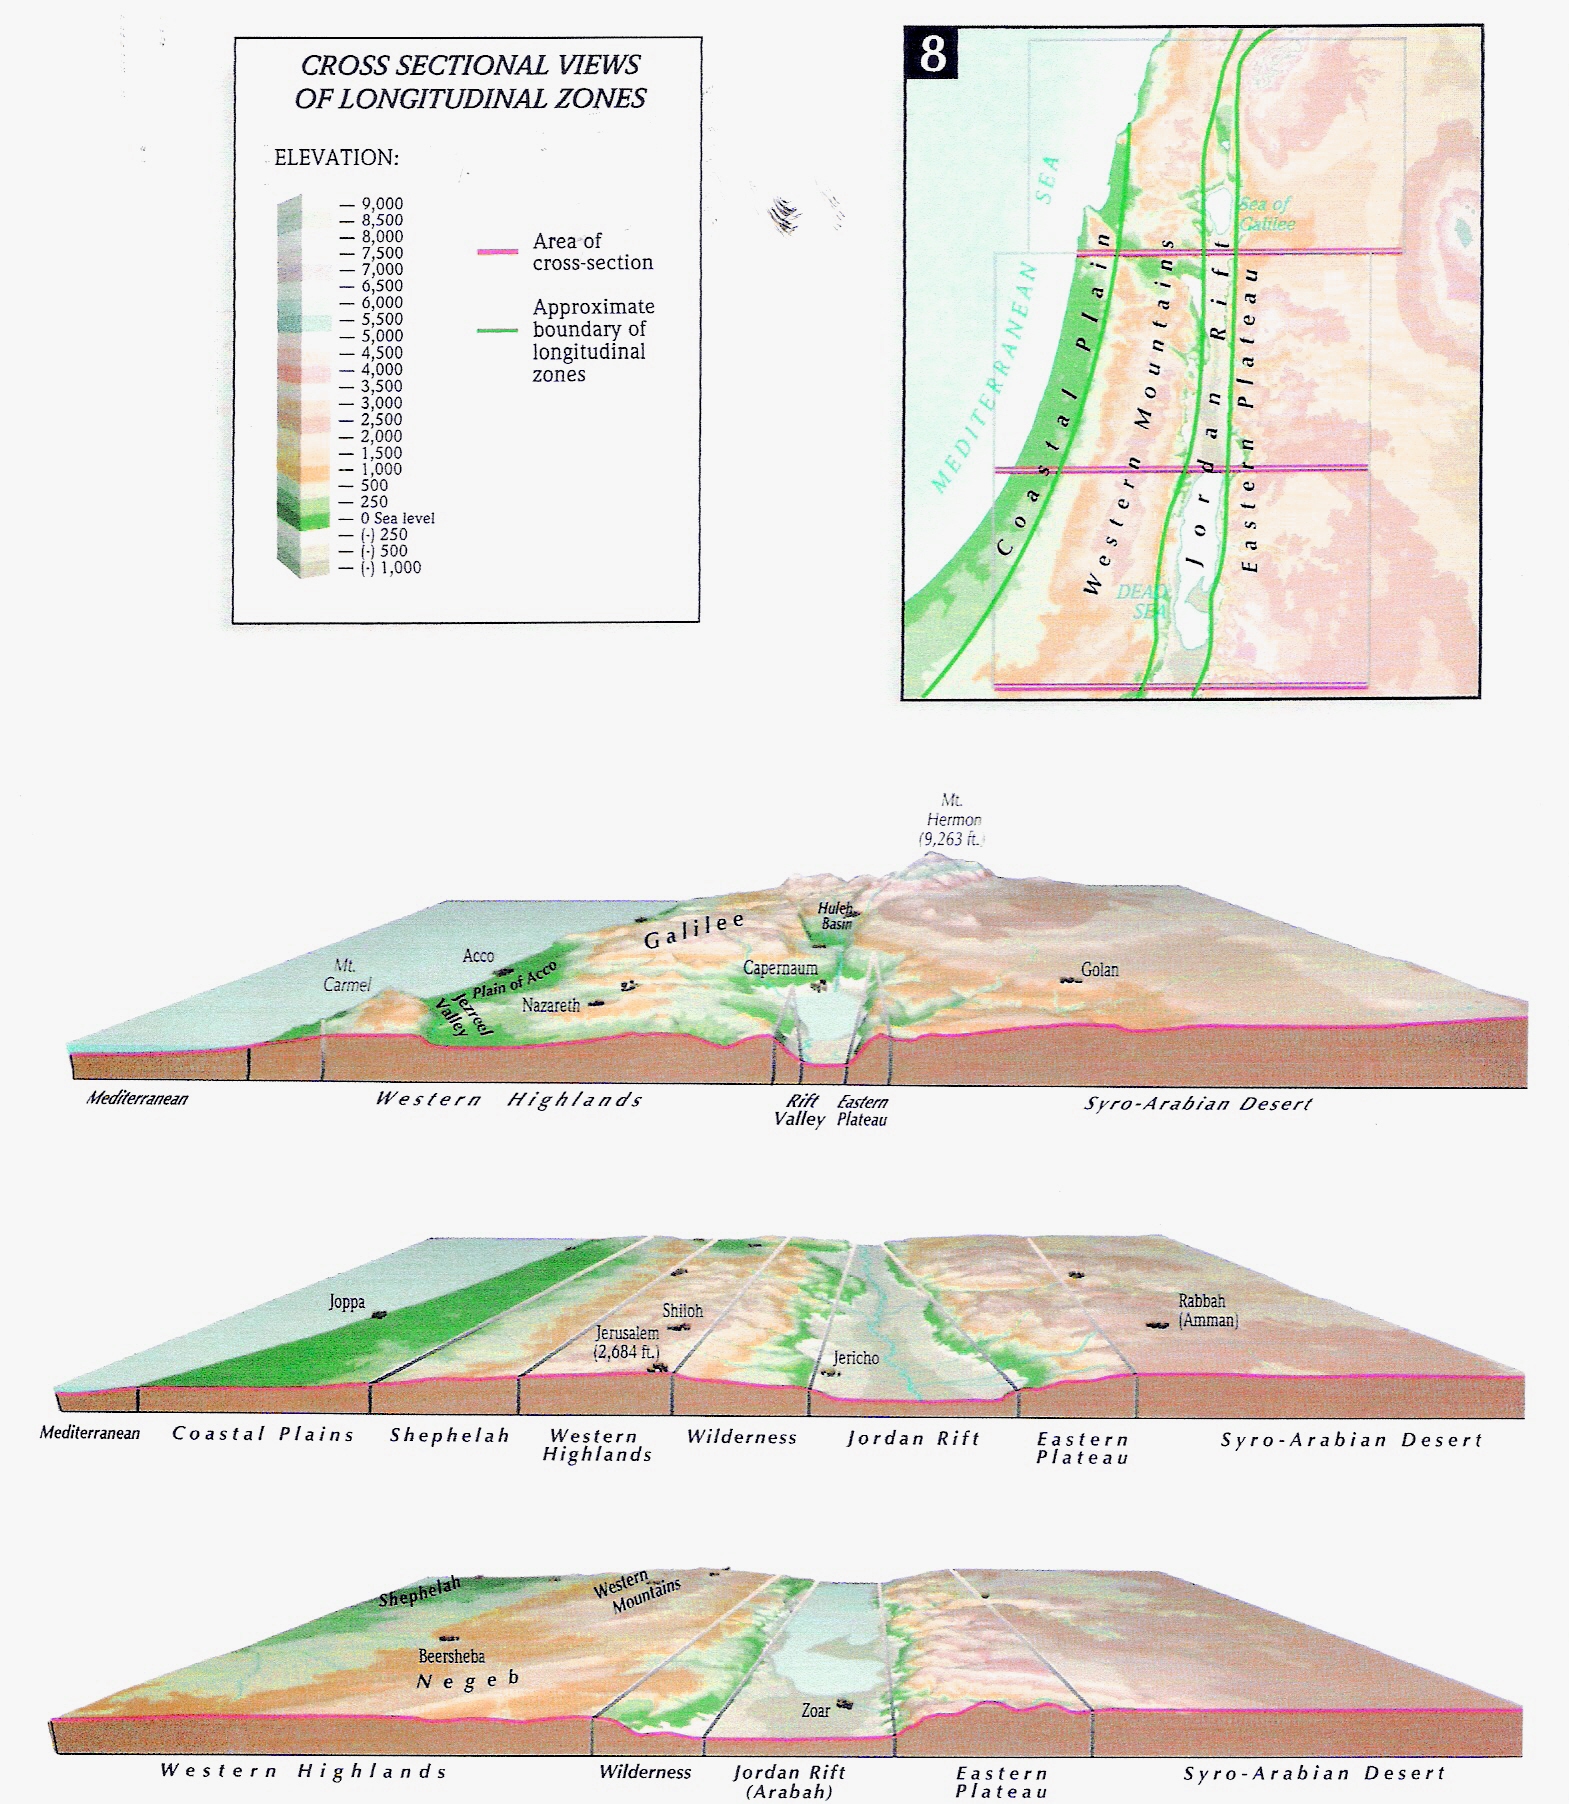 CROSS SECTIONAL VIEWS
OF LONGITUDINAL ZONES
ELEVATION:
9,000
8,500
8,000
7,500
7,000
6,500
6,000
5,500
5,000
4,500
4,000
3,500
3,000
2,500
2,000
1,500
1,000
500
250
0 Sea level
(-) 250
(-) 500
(-) 1,000
Area of
cross-section
Approximate
boundary of
longitudinal
zones
8
MEDITERRANEAN SEA
Sea of
Galilee
Coastal Plain
Western Mountains
Jordan Rift
Eastern Plateau
DEAD
SEA
Mt.
Hermon
(9,263 ft.)
Huleh
Basin
Galilee
Acco
Plain of Acco
Mt.
Carmel
Jezreel
Valley
Nazareth
Capernaum
Golan
Mediterranean
Western Highlands
Rift
Valley
Eastern
Plateau
Syro-Arabian Desert
Joppa
Shiloh
Jerusalem
(2,684 ft.)
Jericho
Rabbah
(Amman)
Mediterranean
Coastal Plains
Shephelah
Western
Highlands
Wilderness
Jordan Rift
Eastern
Plateau
Syro-Arabian Desert
Shephelah
Western
Mountains
Beersheba
Negeb
Zoar
Western Highlands
Wilderness
Jordan Rift
(Arabah)
Eastern
Plateau
Syro-Arabian Desert